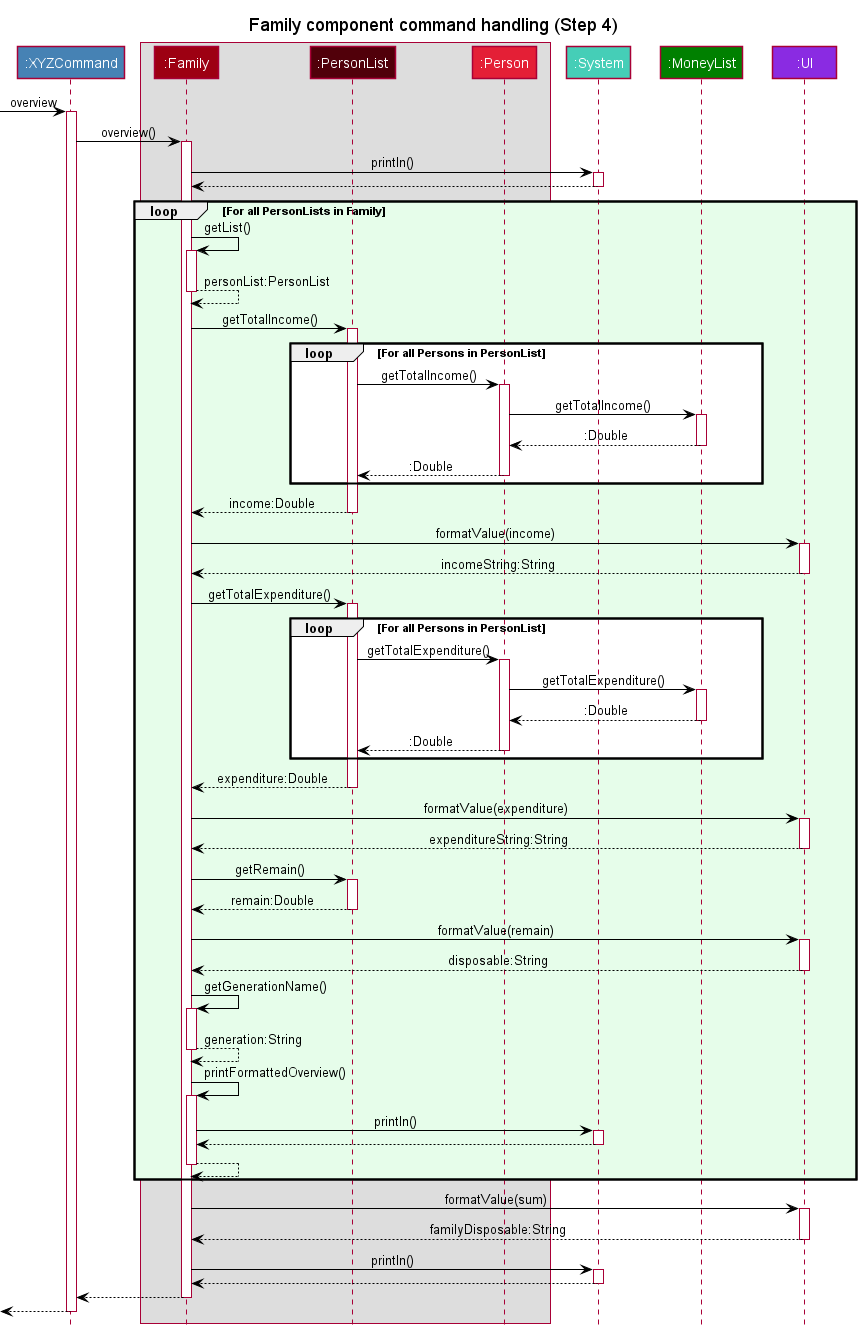 Family component command handling (Step 4)
:XYZCommand :Family :PersonList :Person :System :MoneyList :UI
overview
overview()
println()
loop [For all PersonLists in Family]
getList()
personList:PersonList
getTotalIncome()
loop [For all Persons in PersonList]
getTotalIncome()
getTotalIncome()
:Double
:Double
income:Double
formatValue(income)
incomeString:String
getTotalExpenditure()
loop [For all Persons in PersonList]
getTotalExpenditure()
getTotalExpenditure()
:Double
:Double
expenditure:Double
formatValue(expenditure)
expenditureString:String
getRemain()
remain:Double
formatValue(remain)
disposable:String
getGenerationName()
generation:String
printFormattedOverview()
println()
formatValue(sum)
familyDisposable:String
println()